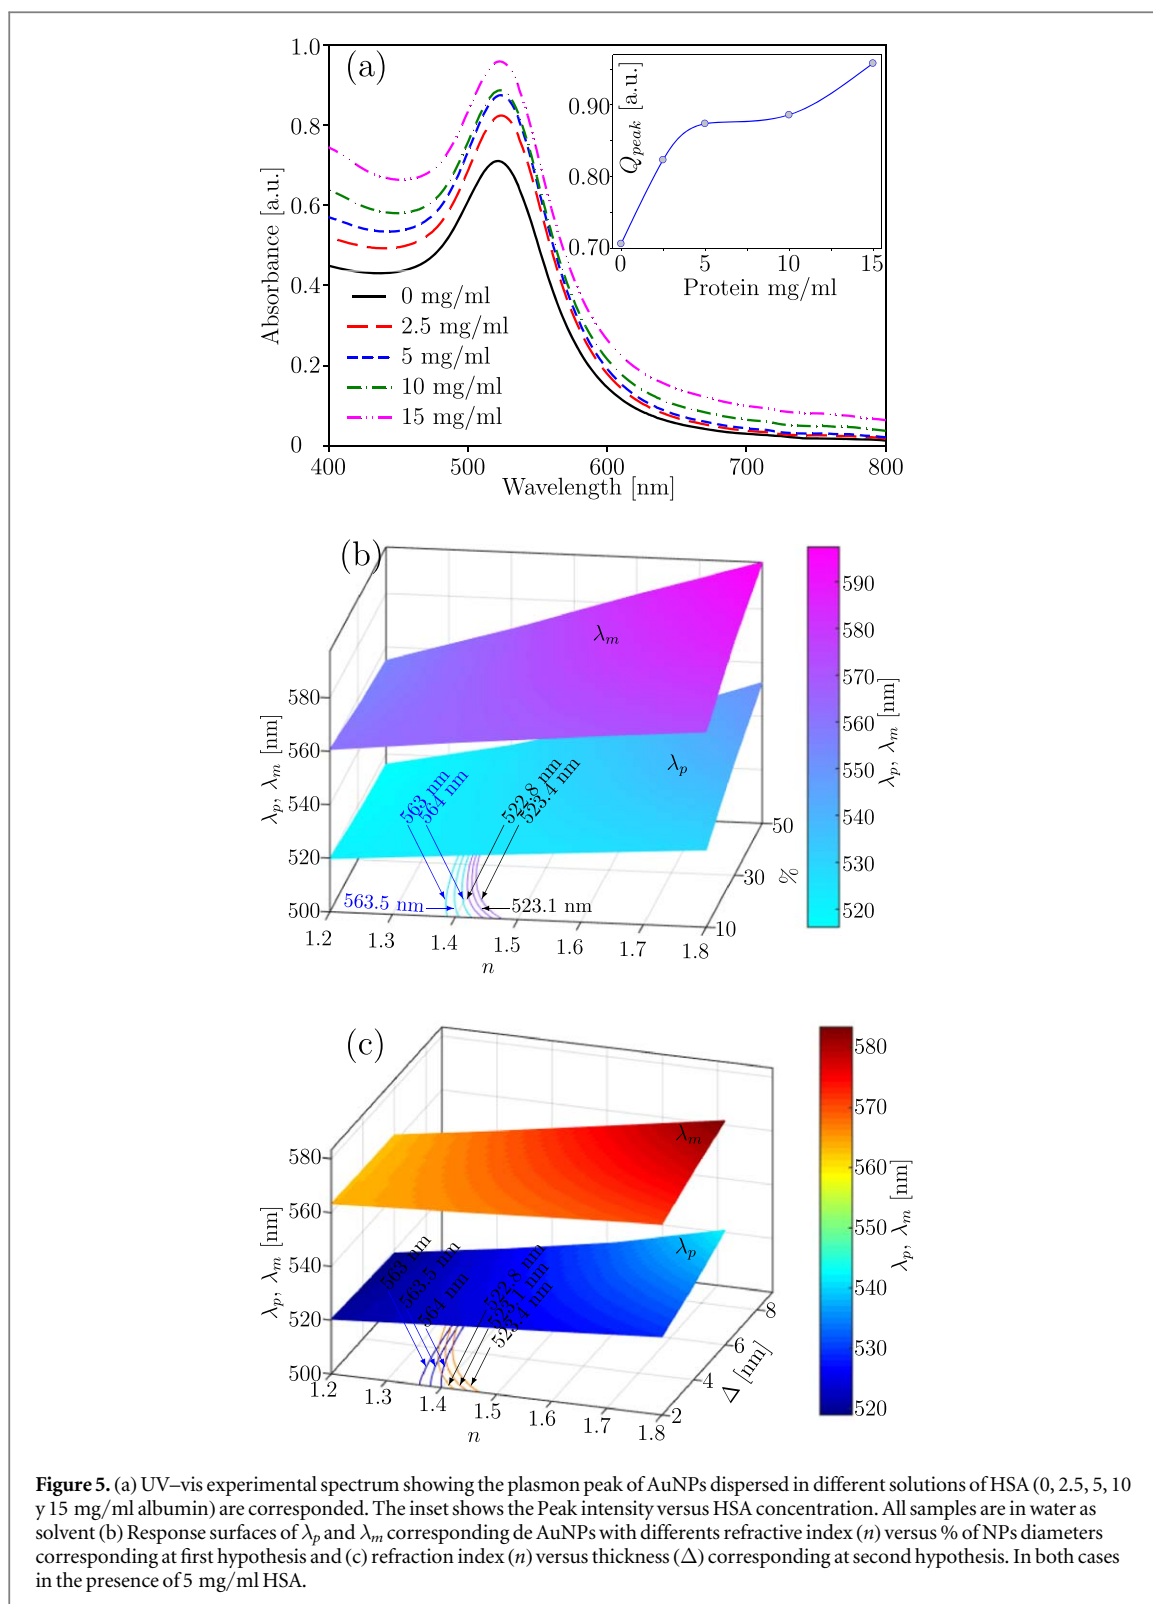 (a)
1.0
0.8
0.6
0.4
0.2
0
Absorbance [a.u.]
400
500
600
700
800
Wavelength [nm]
0 mg/ml
2.5 mg/ml
5 mg/ml
10 mg/ml
15 mg/ml
0.90
0.80
0.70
Q_peak [a.u.]
0
5
10
15
Protein mg/ml
(b)
λ_m
λ_p
580
560
540
520
500
λ_p, λ_m [nm]
563 nm
564 nm
522.8 nm
523.4 nm
563.5 nm
523.1 nm
1.2
1.3
1.4
1.5
1.6
1.7
1.8
n
50
30
10
%
590
580
570
560
550
540
530
520
λ_p, λ_m [nm]
(c)
λ_m
λ_p
580
560
540
520
500
λ_p, λ_m [nm]
563 nm
563.5 nm
564 nm
522.8 nm
523.1 nm
523.4 nm
1.2
1.3
1.4
1.5
1.6
1.7
1.8
n
8
6
4
2
Δ [nm]
580
570
560
550
540
530
520
λ_p, λ_m [nm]
Figure 5. (a) UV–vis experimental spectrum showing the plasmon peak of AuNPs dispersed in different solutions of HSA (0, 2.5, 5, 10
y 15 mg/ml albumin) are corresponded. The inset shows the Peak intensity versus HSA concentration. All samples are in water as
solvent (b) Response surfaces of λ_p and λ_m corresponding de AuNPs with differents refractive index (n) versus % of NPs diameters
corresponding at first hypothesis and (c) refraction index (n) versus thickness (Δ) corresponding at second hypothesis. In both cases
in the presence of 5 mg/ml HSA.